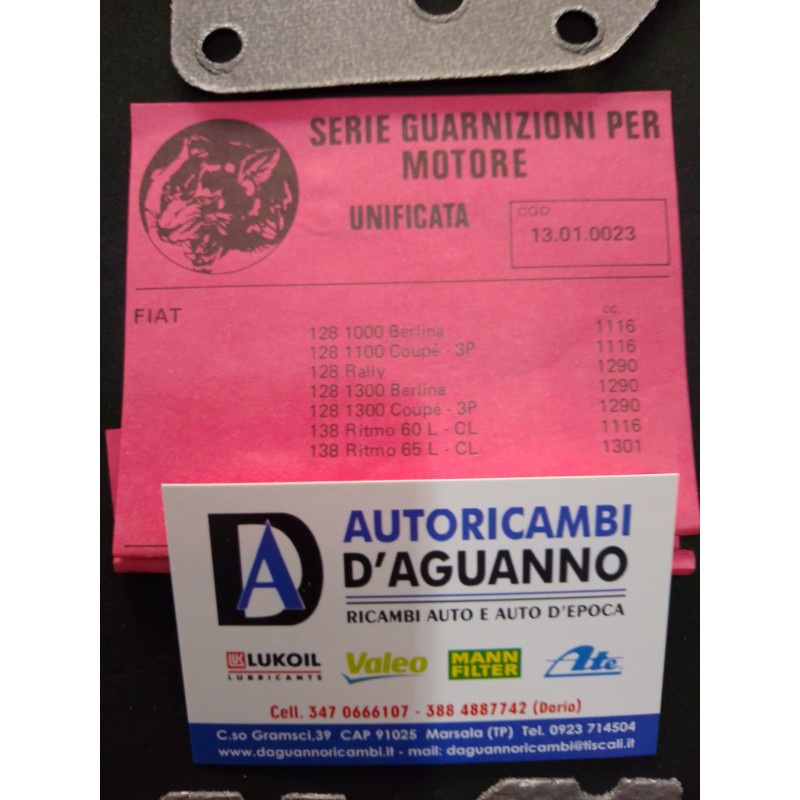 SERIE GUARNIZIONI PER
MOTORE
UNIFICATA
COD
13.01.0023
FIAT
cc.
128 1000 Berlina 1116
128 1100 Coupé - 3P 1116
128 Rally 1290
128 1300 Berlina 1290
128 1300 Coupé - 3P 1290
138 Ritmo 60 L - CL 1116
138 Ritmo 65 L - CL 1301
DA
AUTORICAMBI
D'AGUANNO
RICAMBI AUTO E AUTO D'EPOCA
LUKOIL
LUBRICANTS
Valeo
MANN
FILTER
Ate
Cell. 347 0666107 - 388 4887742 (Dario)
C.so Gramsci,39 CAP 91025 Marsala (TP) Tel. 0923 714504
www.daguannoricambi.it - mail: daguannoricambi@tiscali.it